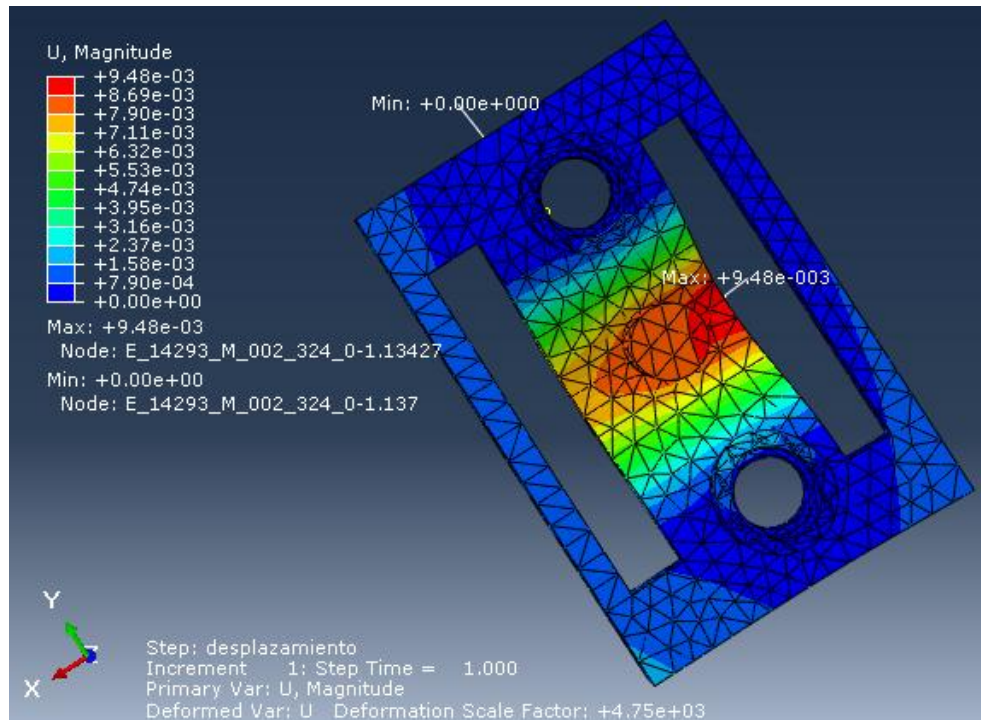 U, Magnitude
+9.48e-03
+8.69e-03
+7.90e-03
+7.11e-03
+6.32e-03
+5.53e-03
+4.74e-03
+3.95e-03
+3.16e-03
+2.37e-03
+1.58e-03
+7.90e-04
+0.00e+00
Max: +9.48e-03
Node: E_14293_M_002_324_0-1.13427
Min: +0.00e+00
Node: E_14293_M_002_324_0-1.137
Min: +0.00e+000
Max: +9.48e-003
Y
Z
X
Step: desplazamiento
Increment 1: Step Time = 1.000
Primary Var: U, Magnitude
Deformed Var: U Deformation Scale Factor: +4.75e+03